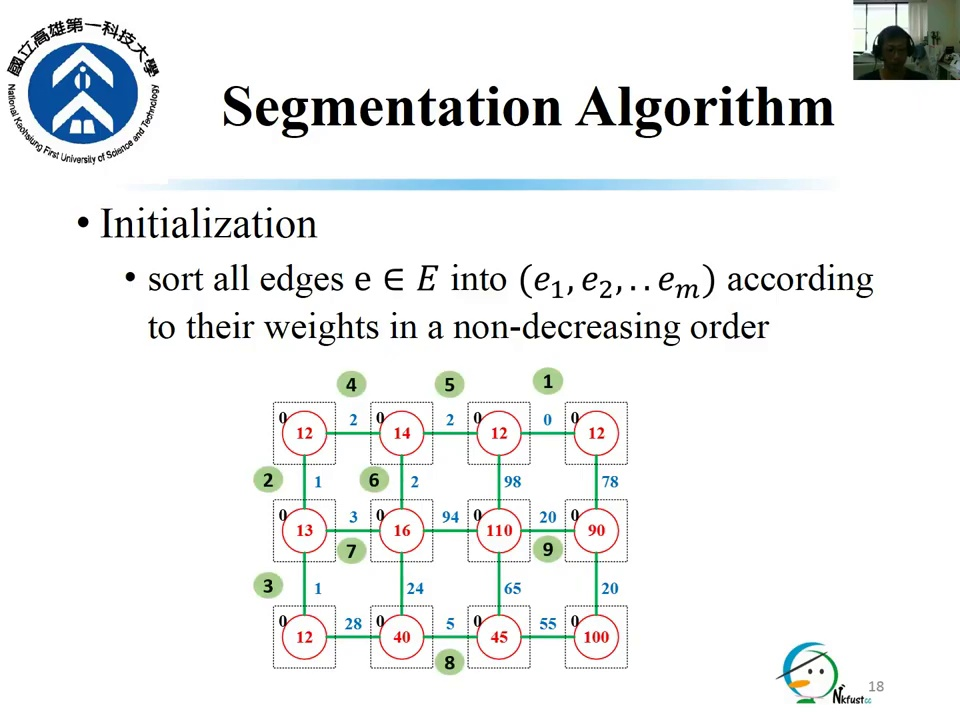 國立高雄第一科技大學
National Kaohsiung First University of Science and Technology
Segmentation Algorithm
• Initialization
• sort all edges e ∈ E into (e₁, e₂, . . eₘ) according
to their weights in a non-decreasing order
4 5 1
0 2 0 2 0 0 0
12 14 12 12
2 1 6 2 98 78
0 3 0 94 0 20 0
13 16 110 90
7 9
3 1 24 65 20
0 28 0 5 0 55 0
12 40 45 100
8
Nkfust cc
18